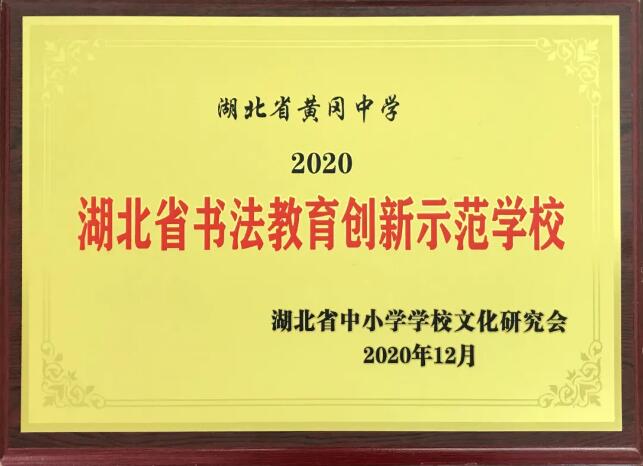 湖北省黄冈中学
2020
湖北省书法教育创新示范学校
湖北省中小学学校文化研究会
2020年12月